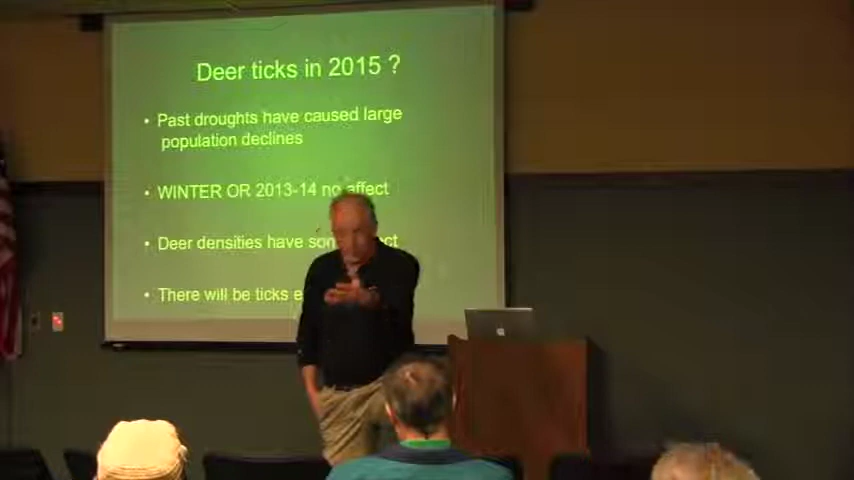 Deer ticks in 2015 ?
• Past droughts have caused large
population declines
• WINTER OR 2013-14 no affect
• Deer densities have
• There will be ticks